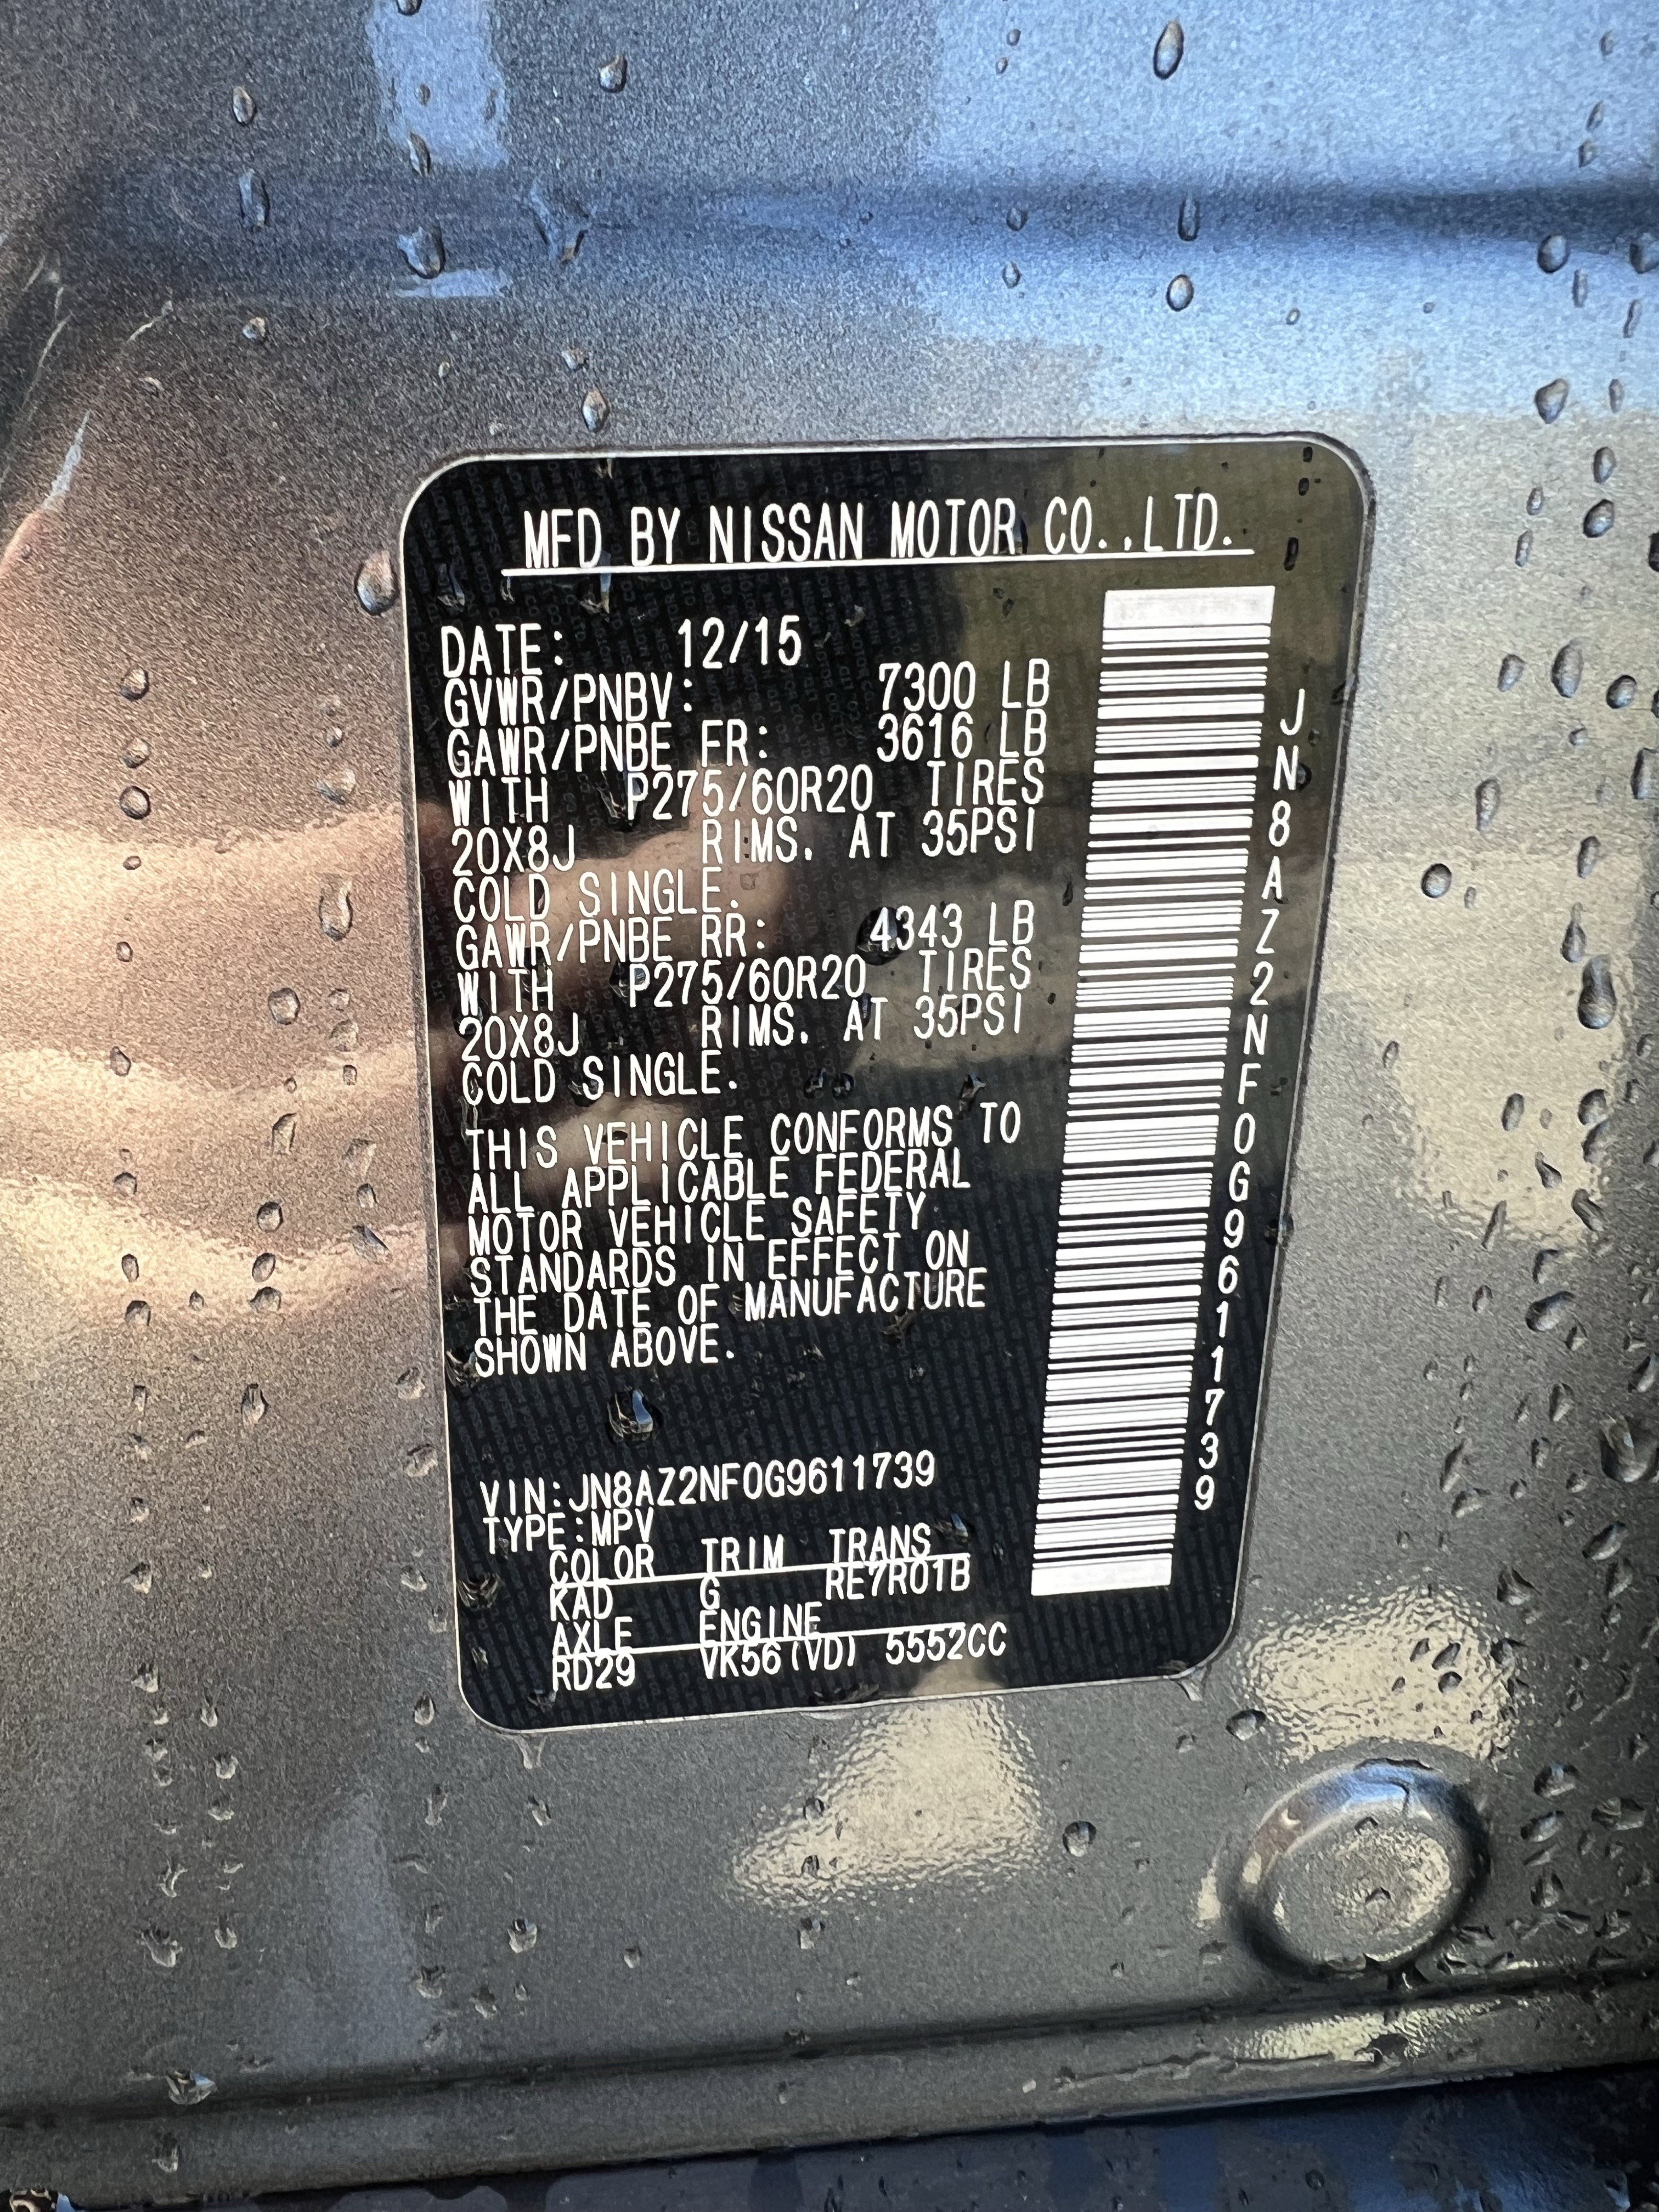 MFD BY NISSAN MOTOR CO.,LTD.
DATE: 12/15
GVWR/PNBV: 7300 LB
GAWR/PNBE FR: 3616 LB
WITH P275/60R20 TIRES
20X8J RIMS. AT 35PSI
COLD SINGLE.
GAWR/PNBE RR: 4343 LB
WITH P275/60R20 TIRES
20X8J RIMS. AT 35PSI
COLD SINGLE.
THIS VEHICLE CONFORMS TO
ALL APPLICABLE FEDERAL
MOTOR VEHICLE SAFETY
STANDARDS IN EFFECT ON
THE DATE OF MANUFACTURE
SHOWN ABOVE.
VIN:JN8AZ2NF0G9611739
TYPE:MPV
COLOR TRIM TRANS
KAD G RE7R01B
AXLE ENGINE
RD29 VK56(VD) 5552CC
JN8AZ2NF0G9611739